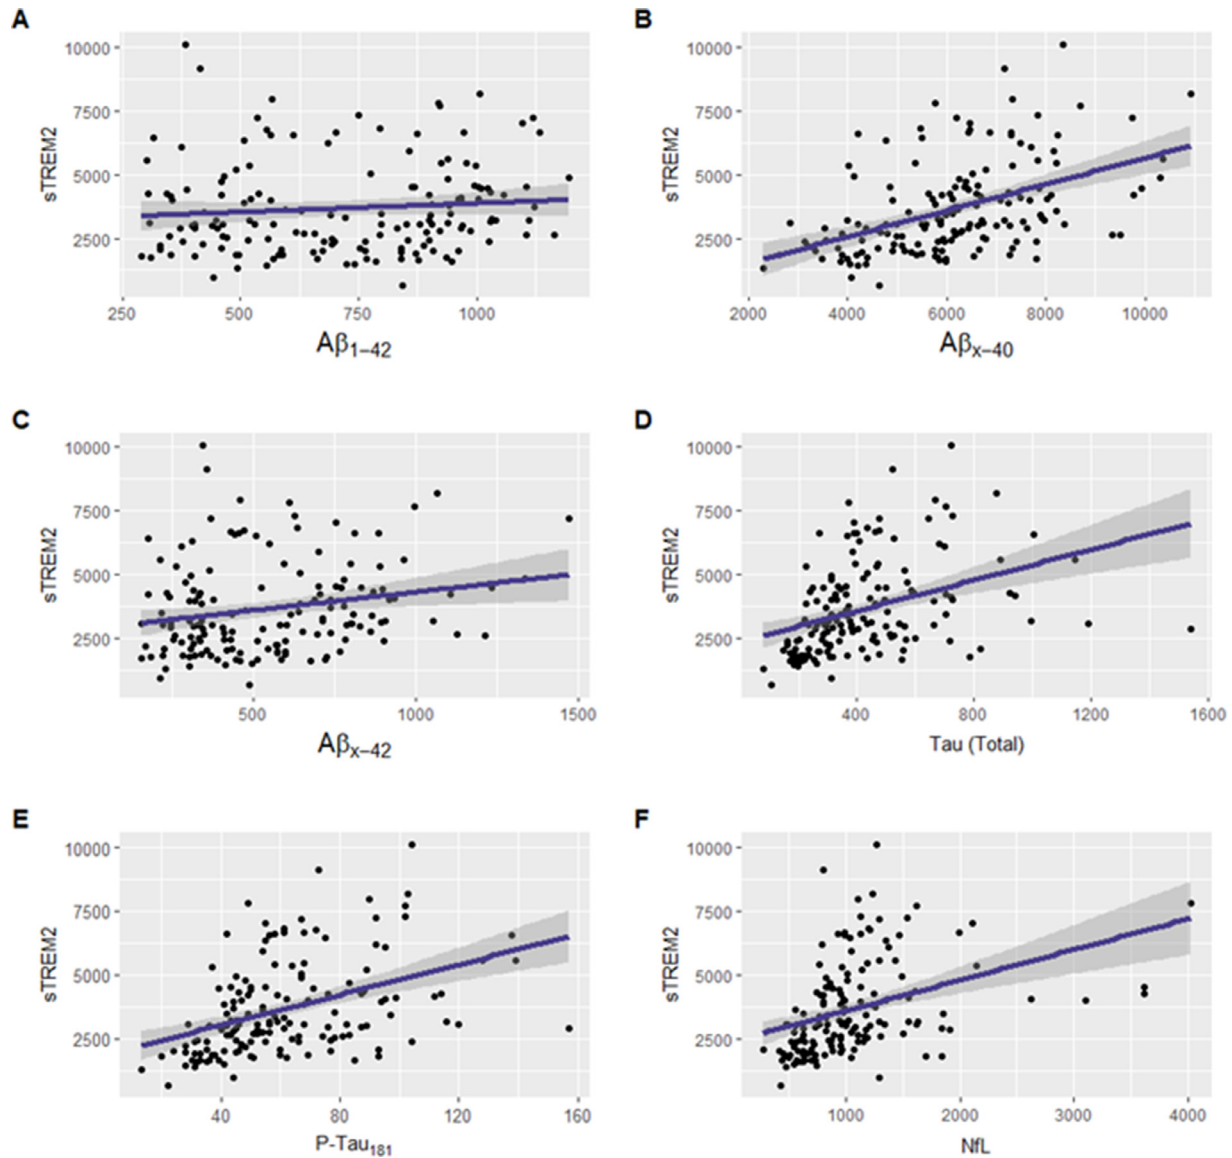 A
10000
7500
5000
2500
sTREM2
250 500 750 1000
Aβ1–42
B
10000
7500
5000
2500
sTREM2
2000 4000 6000 8000 10000
Aβx–40
C
10000
7500
5000
2500
sTREM2
500 1000 1500
Aβx–42
D
10000
7500
5000
2500
sTREM2
400 800 1200 1600
Tau (Total)
E
10000
7500
5000
2500
sTREM2
40 80 120 160
P-Tau181
F
10000
7500
5000
2500
sTREM2
1000 2000 3000 4000
NfL